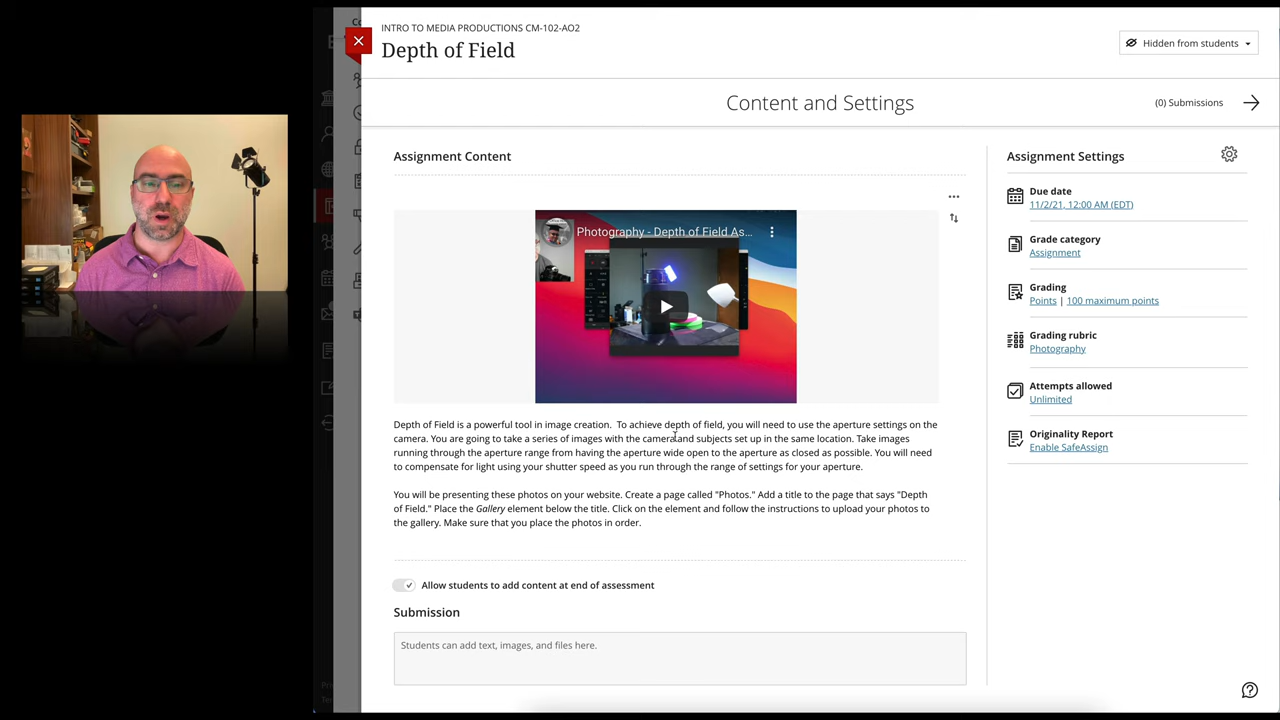 INTRO TO MEDIA PRODUCTIONS CM-102-AO2
Depth of Field
Hidden from students
Content and Settings
(0) Submissions
Assignment Content
Photography - Depth of Field As...
Depth of Field is a powerful tool in image creation.  To achieve depth of field, you will need to use the aperture settings on the
camera. You are going to take a series of images with the camera and subjects set up in the same location. Take images
running through the aperture range from having the aperture wide open to the aperture as closed as possible. You will need
to compensate for light using your shutter speed as you run through the range of settings for your aperture.
You will be presenting these photos on your website. Create a page called "Photos." Add a title to the page that says "Depth
of Field." Place the Gallery element below the title. Click on the element and follow the instructions to upload your photos to
the gallery. Make sure that you place the photos in order.
Allow students to add content at end of assessment
Submission
Students can add text, images, and files here.
Assignment Settings
Due date
11/2/21, 12:00 AM (EDT)
Grade category
Assignment
Grading
Points | 100 maximum points
Grading rubric
Photography
Attempts allowed
Unlimited
Originality Report
Enable SafeAssign